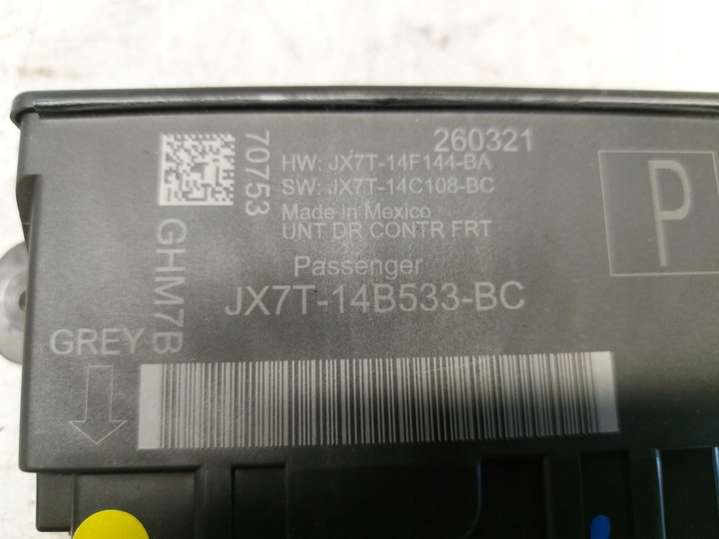 260321
HW: JX7T-14F144-BA
SW: JX7T-14C108-BC
Made in Mexico
UNT DR CONTR FRT
Passenger
JX7T-14B533-BC
70753
GHM7B
GREY
P